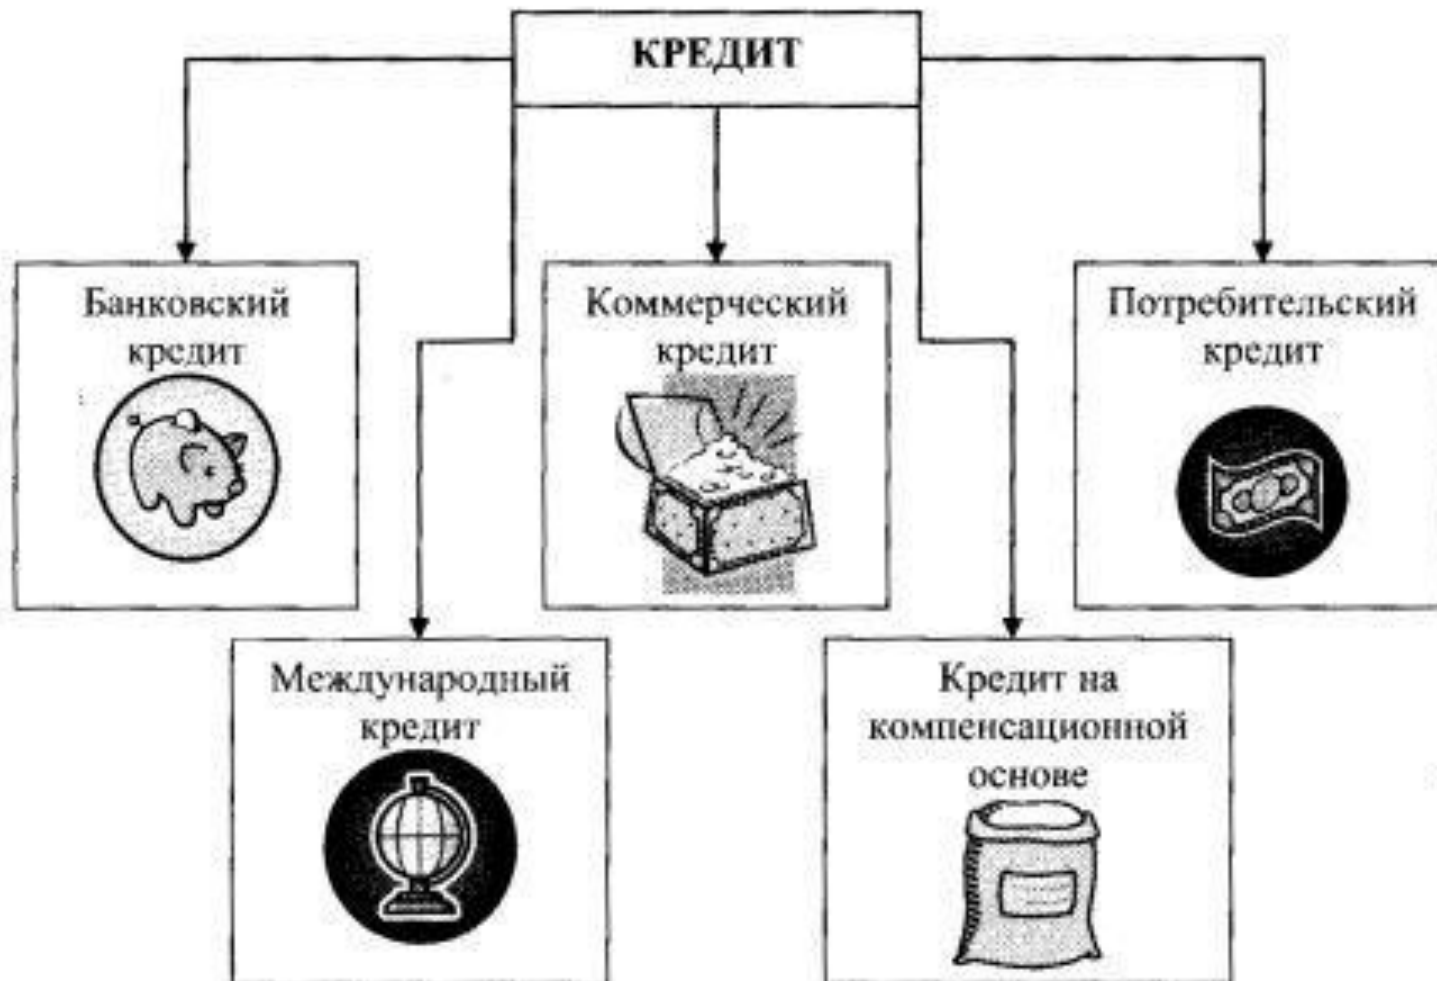 КРЕДИТ
Банковский
кредит
Коммерческий
кредит
Потребительский
кредит
Международный
кредит
Кредит на
компенсационной
основе